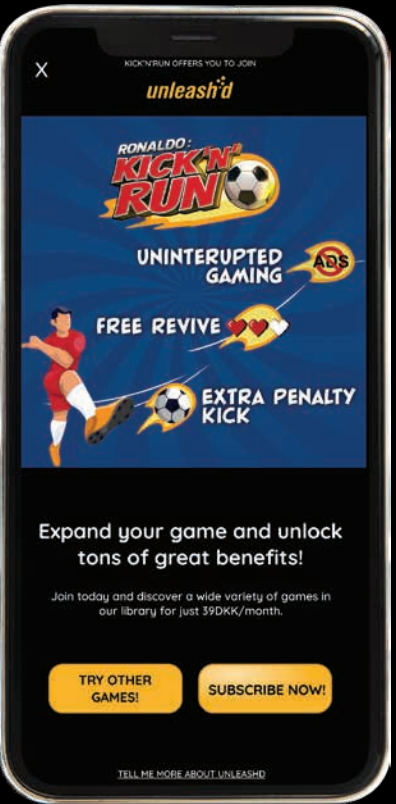 KICK'N'RUN OFFERS YOU TO JOIN
X
unleash'd
RONALDO:
KICK'N'
RUN
UNINTERUPTED
GAMING
ADS
FREE REVIVE
EXTRA PENALTY
KICK
Expand your game and unlock
tons of great benefits!
Join today and discover a wide variety of games in
our library for just 39DKK/month.
TRY OTHER
GAMES!
SUBSCRIBE NOW!
TELL ME MORE ABOUT UNLEASHD